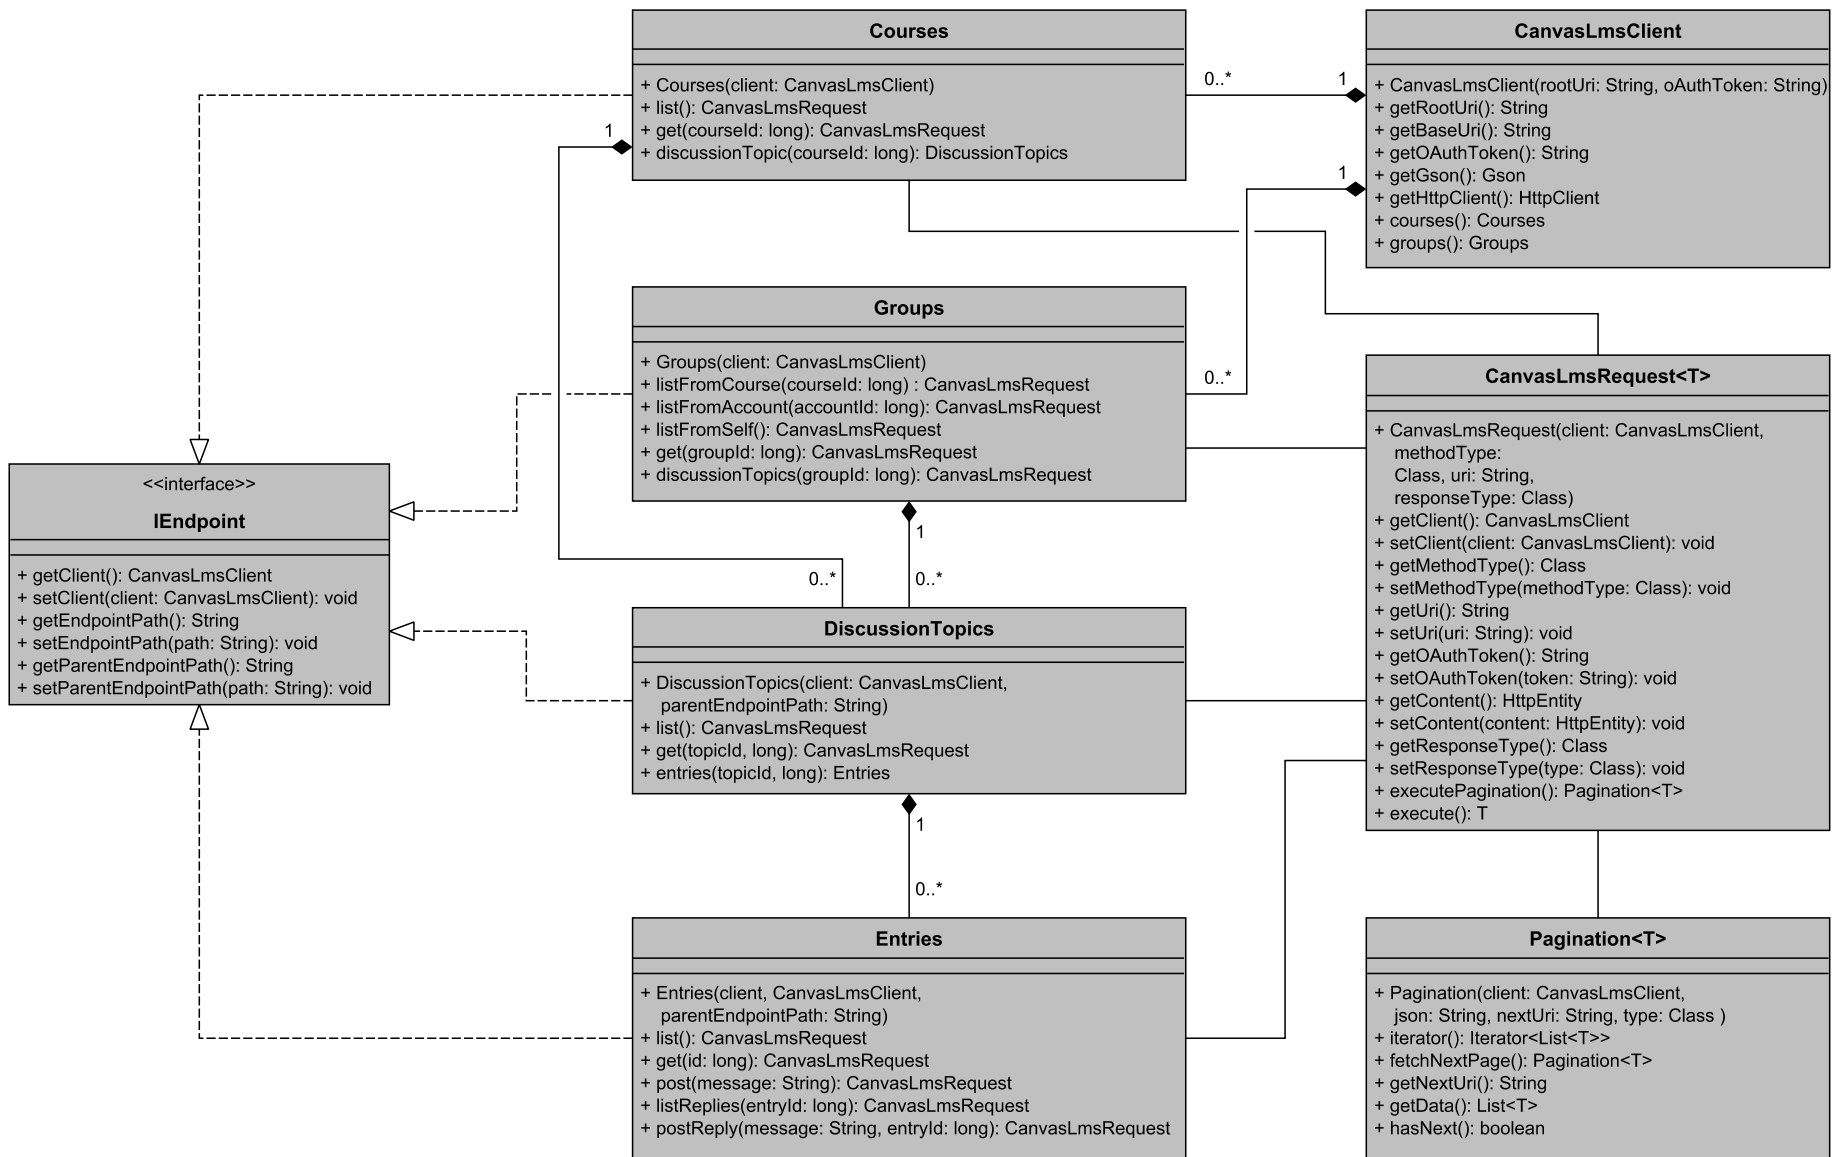 Courses
+ Courses(client: CanvasLmsClient)
+ list(): CanvasLmsRequest
+ get(courseId: long): CanvasLmsRequest
+ discussionTopic(courseId: long): DiscussionTopics
0..*
1
1
CanvasLmsClient
+ CanvasLmsClient(rootUri: String, oAuthToken: String)
+ getRootUri(): String
+ getBaseUri(): String
+ getOAuthToken(): String
+ getGson(): Gson
+ getHttpClient(): HttpClient
+ courses(): Courses
+ groups(): Groups
1
0..*
Groups
+ Groups(client: CanvasLmsClient)
+ listFromCourse(courseId: long) : CanvasLmsRequest
+ listFromAccount(accountId: long): CanvasLmsRequest
+ listFromSelf(): CanvasLmsRequest
+ get(groupId: long): CanvasLmsRequest
+ discussionTopics(groupId: long): CanvasLmsRequest
1
0..*
0..*
<<interface>>
IEndpoint
+ getClient(): CanvasLmsClient
+ setClient(client: CanvasLmsClient): void
+ getEndpointPath(): String
+ setEndpointPath(path: String): void
+ getParentEndpointPath(): String
+ setParentEndpointPath(path: String): void
DiscussionTopics
+ DiscussionTopics(client: CanvasLmsClient,
parentEndpointPath: String)
+ list(): CanvasLmsRequest
+ get(topicId, long): CanvasLmsRequest
+ entries(topicId, long): Entries
1
0..*
CanvasLmsRequest<T>
+ CanvasLmsRequest(client: CanvasLmsClient,
methodType:
Class, uri: String,
responseType: Class)
+ getClient(): CanvasLmsClient
+ setClient(client: CanvasLmsClient): void
+ getMethodType(): Class
+ setMethodType(methodType: Class): void
+ getUri(): String
+ setUri(uri: String): void
+ getOAuthToken(): String
+ setOAuthToken(token: String): void
+ getContent(): HttpEntity
+ setContent(content: HttpEntity): void
+ getResponseType(): Class
+ setResponseType(type: Class): void
+ executePagination(): Pagination<T>
+ execute(): T
Entries
+ Entries(client, CanvasLmsClient,
parentEndpointPath: String)
+ list(): CanvasLmsRequest
+ get(id: long): CanvasLmsRequest
+ post(message: String): CanvasLmsRequest
+ listReplies(entryId: long): CanvasLmsRequest
+ postReply(message: String, entryId: long): CanvasLmsRequest
Pagination<T>
+ Pagination(client: CanvasLmsClient,
json: String, nextUri: String, type: Class )
+ iterator(): Iterator<List<T>>
+ fetchNextPage(): Pagination<T>
+ getNextUri(): String
+ getData(): List<T>
+ hasNext(): boolean